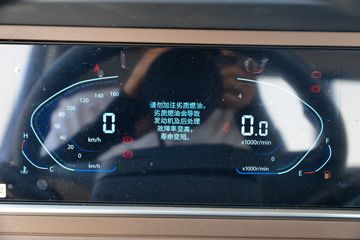 80 100 120
60 140
40 160
20
0
0
km/h
km/h
H
C
请勿加注劣质燃油，
劣质燃油会导致
发动机及后处理
故障率变高，
寿命变短。
4
0.0
x1000r/min
0
x1000r/min
F
E